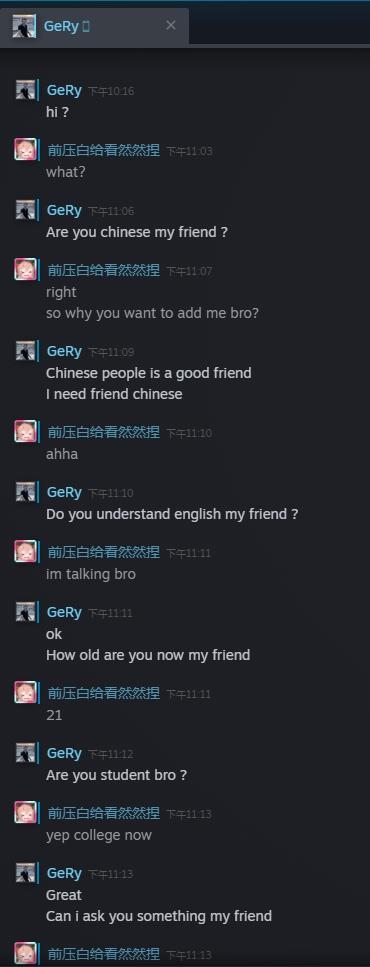 GeRy
GeRy 下午10:16
hi ?
前压白给看然然捏 下午11:03
what?
GeRy 下午11:06
Are you chinese my friend ?
前压白给看然然捏 下午11:07
right
so why you want to add me bro?
GeRy 下午11:09
Chinese people is a good friend
I need friend chinese
前压白给看然然捏 下午11:10
ahha
GeRy 下午11:10
Do you understand english my friend ?
前压白给看然然捏 下午11:11
im talking bro
GeRy 下午11:11
ok
How old are you now my friend
前压白给看然然捏 下午11:11
21
GeRy 下午11:12
Are you student bro ?
前压白给看然然捏 下午11:13
yep college now
GeRy 下午11:13
Great
Can i ask you something my friend
前压白给看然然捏 下午11:13